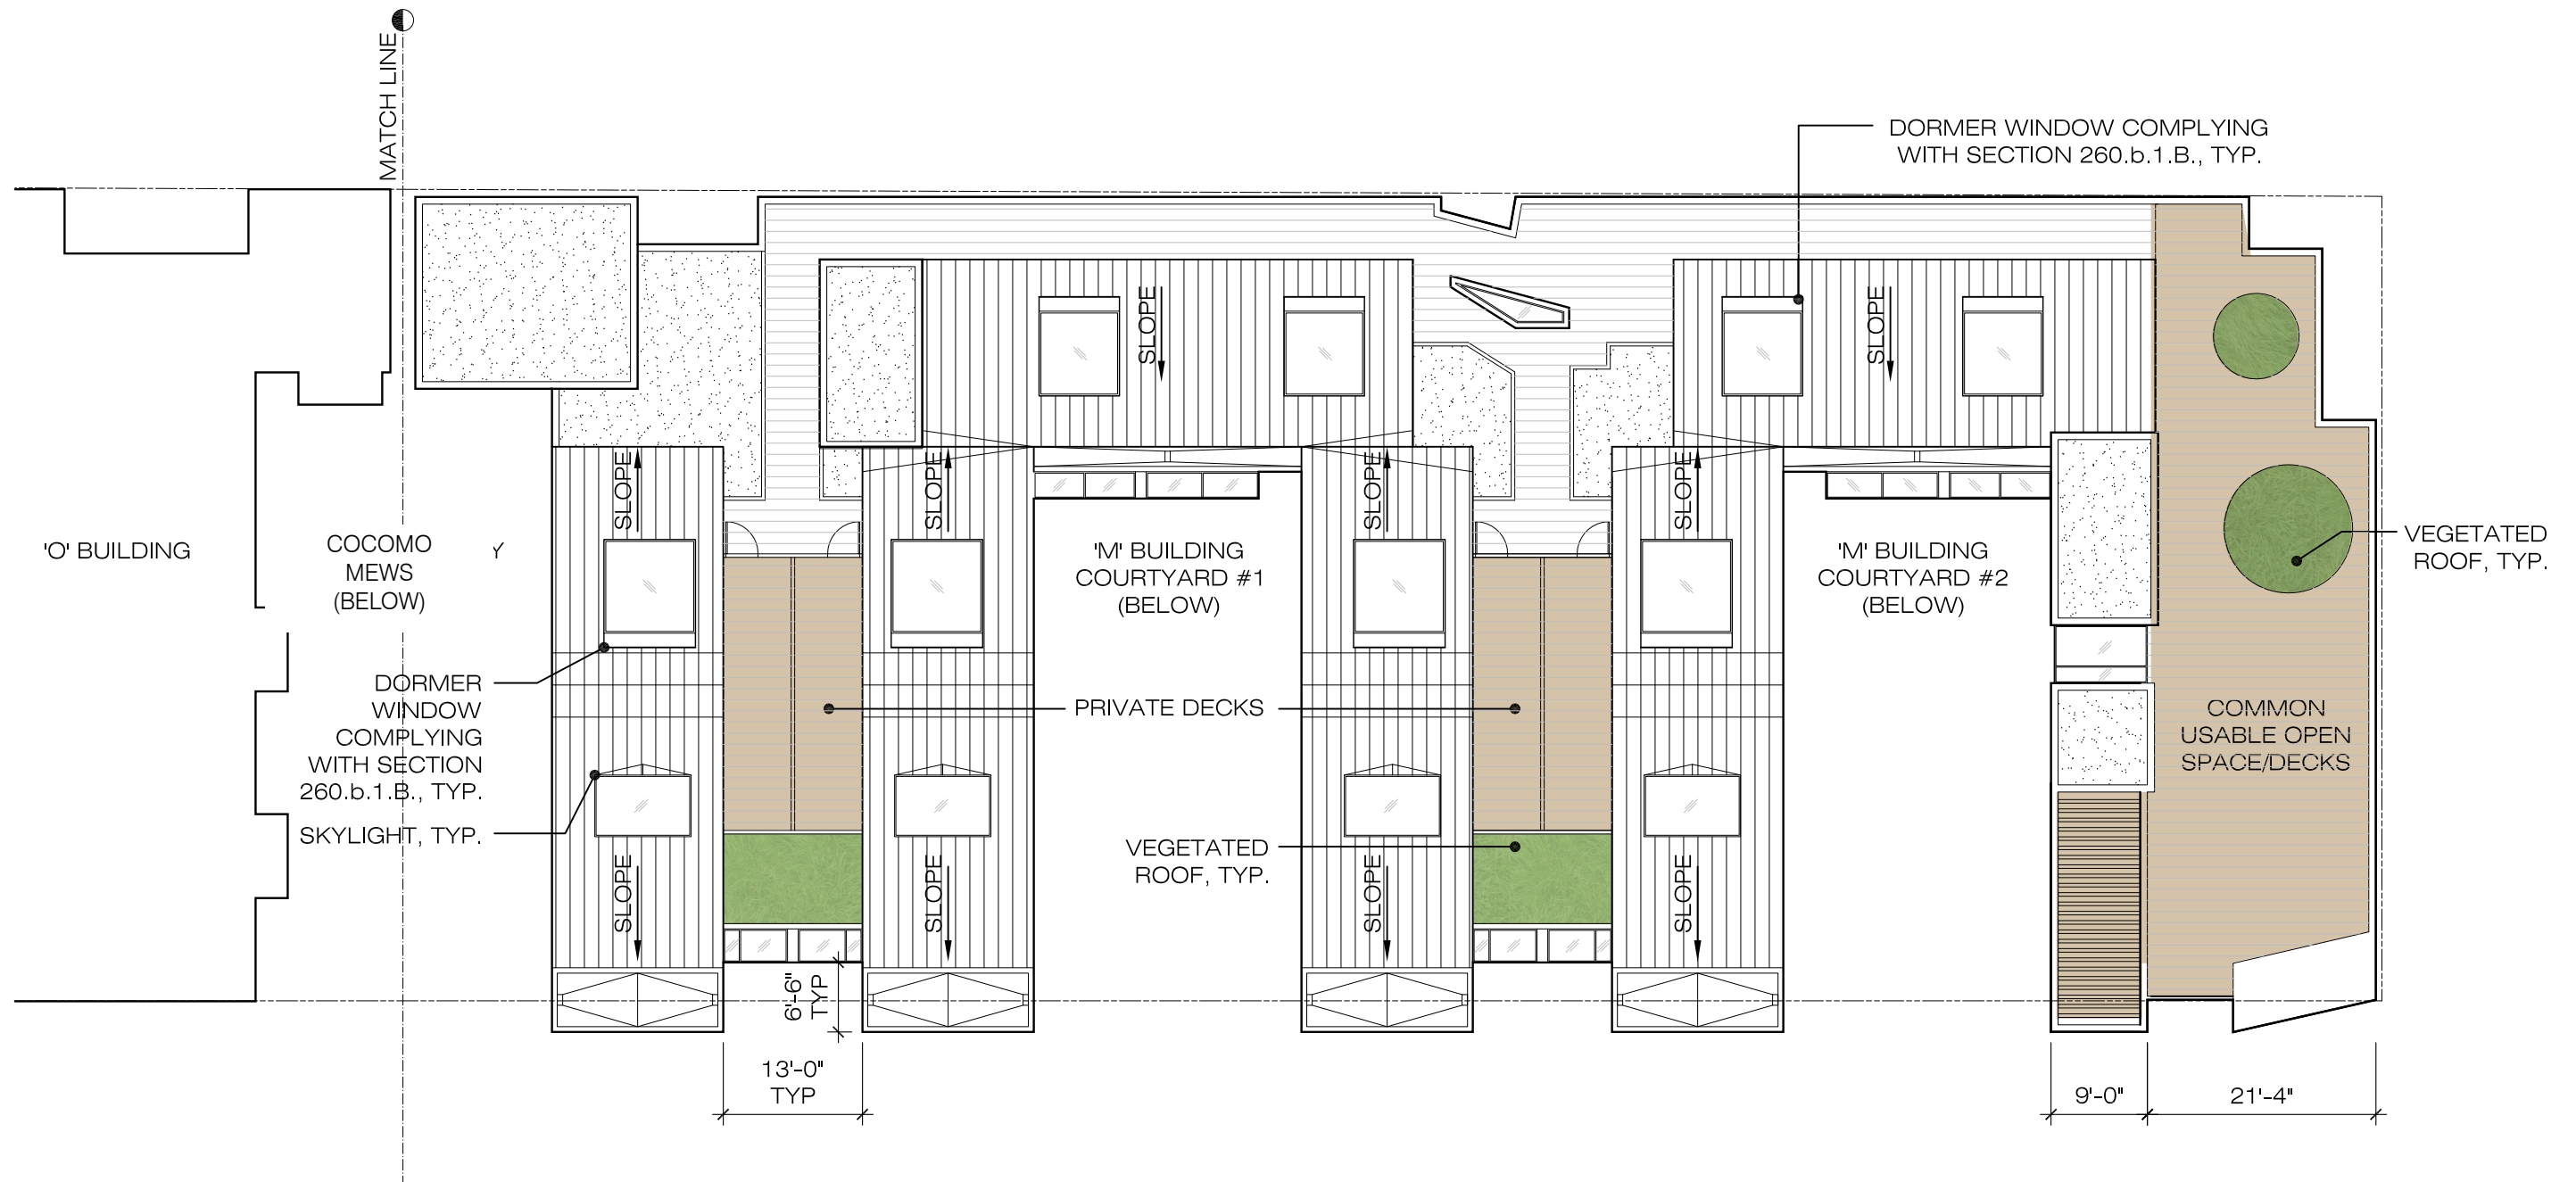 MATCH LINE
DORMER WINDOW COMPLYING
WITH SECTION 260.b.1.B., TYP.
SLOPE
SLOPE
SLOPE
SLOPE
SLOPE
SLOPE
'O' BUILDING
COCOMO
MEWS
(BELOW)
Y
'M' BUILDING
COURTYARD #1
(BELOW)
'M' BUILDING
COURTYARD #2
(BELOW)
VEGETATED
ROOF, TYP.
DORMER
WINDOW
COMPLYING
WITH SECTION
260.b.1.B., TYP.
SKYLIGHT, TYP.
PRIVATE DECKS
COMMON
USABLE OPEN
SPACE/DECKS
VEGETATED
ROOF, TYP.
SLOPE
SLOPE
SLOPE
SLOPE
6'-6"
TYP
13'-0"
TYP
9'-0"
21'-4"